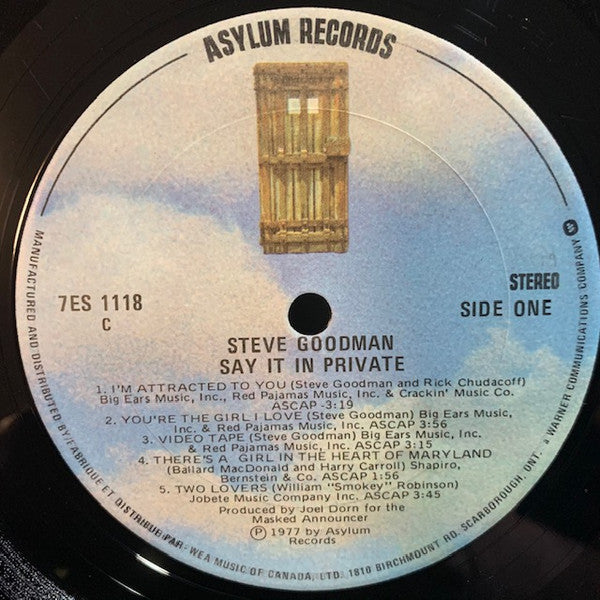 ASYLUM RECORDS
STEREO
7ES 1118
SIDE ONE
C
STEVE GOODMAN
SAY IT IN PRIVATE
1. I'M ATTRACTED TO YOU (Steve Goodman and Rick Chudacoff)
Big Ears Music, Inc., Red Pajamas Music, Inc. & Crackin' Music Co.
ASCAP -3:19
2. YOU'RE THE GIRL I LOVE (Steve Goodman) Big Ears Music,
Inc. & Red Pajamas Music, Inc. ASCAP 3:56
3. VIDEO TAPE (Steve Goodman) Big Ears Music, Inc.
& Red Pajamas Music, Inc. ASCAP 3:15
4. THERE'S A GIRL IN THE HEART OF MARYLAND
(Ballard MacDonald and Harry Carroll) Shapiro,
Bernstein & Co. ASCAP 1:56
5. TWO LOVERS (William "Smokey" Robinson)
Jobete Music Company Inc. ASCAP 3:45
Produced by Joel Dorn for the
Masked Announcer
Ⓟ 1977 by Asylum
Records
MANUFACTURED AND DISTRIBUTED BY/FABRIQUE ET DISTRIBUE PAR- WEA MUSIC OF CANADA, LTD. 1810 BIRCHMOUNT RD. SCARBOROUGH, ONT. a WARNER COMMUNICATIONS COMPANY